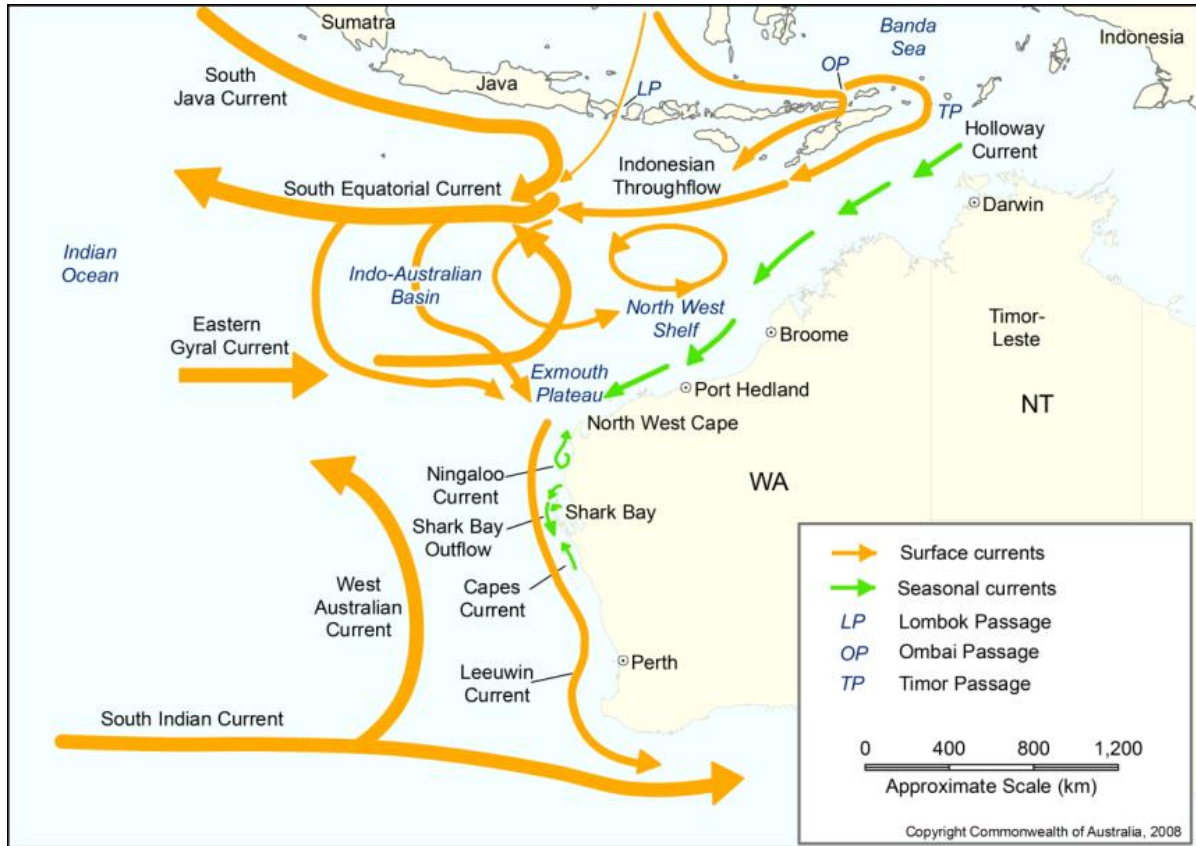 Sumatra
Banda
Sea
Indonesia
South
Java Current
Java
LP
OP
TP
Holloway
Current
Indonesian
Throughflow
South Equatorial Current
Darwin
Indian
Ocean
Indo-Australian
Basin
North West
Shelf
Broome
Timor-
Leste
Eastern
Gyral Current
Exmouth
Plateau
Port Hedland
NT
North West Cape
Ningaloo
Current
WA
Shark Bay
Shark Bay
Outflow
Capes
Current
West
Australian
Current
Leeuwin
Current
Perth
South Indian Current
Surface currents
Seasonal currents
LP Lombok Passage
OP Ombai Passage
TP Timor Passage
0 400 800 1,200
Approximate Scale (km)
Copyright Commonwealth of Australia, 2008